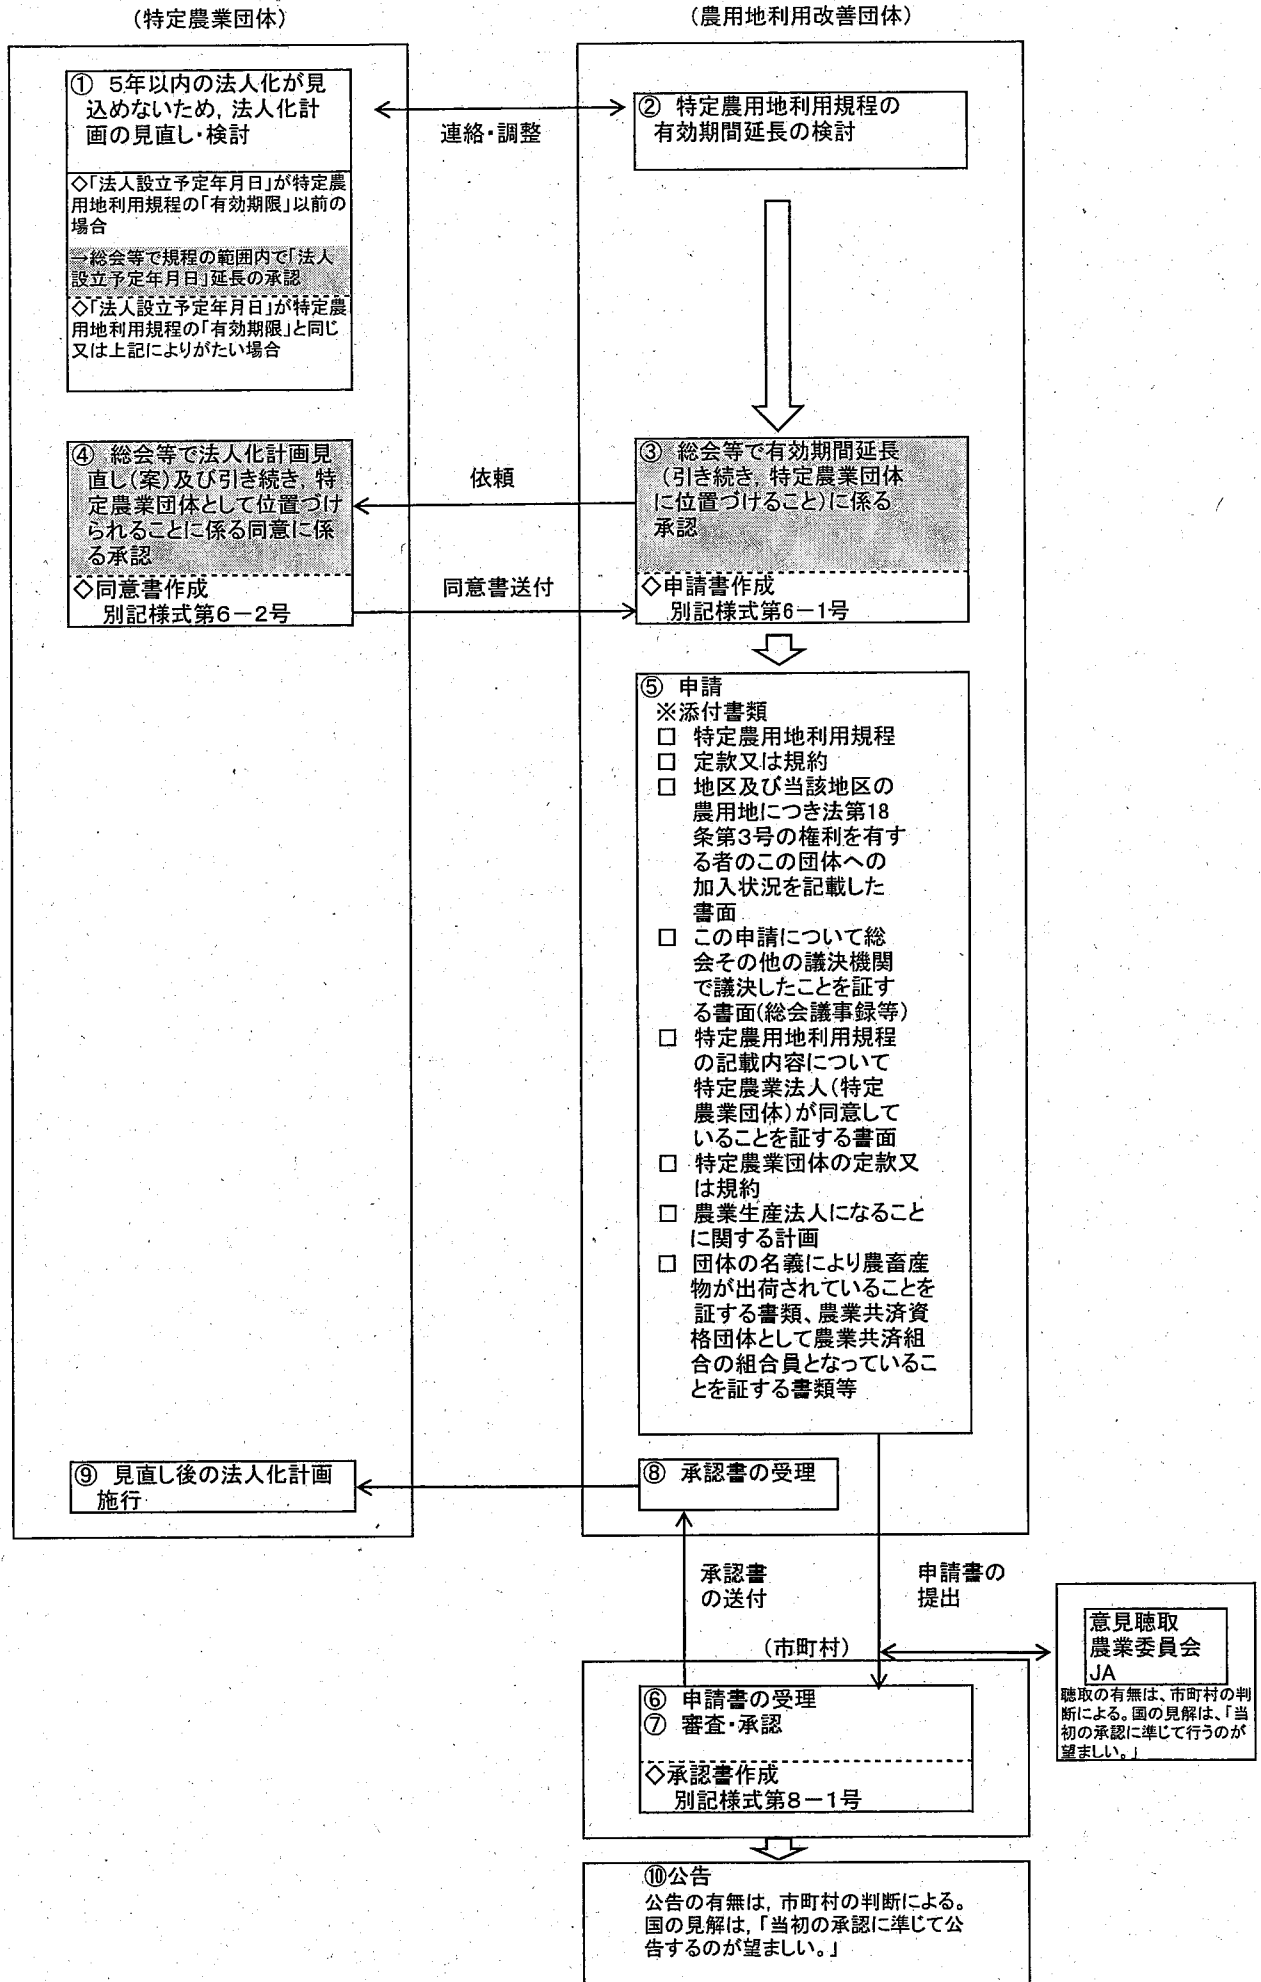 (特定農業団体)
(農用地利用改善団体)
① 5年以内の法人化が見
込めないため，法人化計
画の見直し・検討
◇「法人設立予定年月日」が特定農
用地利用規程の「有効期限」以前の
場合
→総会等で規程の範囲内で「法人
設立予定年月日」延長の承認
◇「法人設立予定年月日」が特定農
用地利用規程の「有効期限」と同じ
又は上記によりがたい場合
連絡・調整
② 特定農用地利用規程の
有効期間延長の検討
④ 総会等で法人化計画見
直し(案)及び引き続き，特
定農業団体として位置づけ
られることに係る同意に係
る承認
◇同意書作成
別記様式第6－2号
依頼
同意書送付
③ 総会等で有効期間延長
(引き続き，特定農業団体
に位置づけること)に係る
承認
◇申請書作成
別記様式第6－1号
⑤ 申請
※添付書類
□ 特定農用地利用規程
□ 定款又は規約
□ 地区及び当該地区の
農用地につき法第18
条第3号の権利を有す
る者のこの団体への
加入状況を記載した
書面
□ この申請について総
会その他の議決機関
で議決したことを証す
る書面(総会議事録等)
□ 特定農用地利用規程
の記載内容について
特定農業法人(特定
農業団体)が同意して
いることを証する書面
□ 特定農業団体の定款又
は規約
□ 農業生産法人になること
に関する計画
□ 団体の名義により農畜産
物が出荷されていることを
証する書類、農業共済資
格団体として農業共済組
合の組合員となっているこ
とを証する書類等
⑨ 見直し後の法人化計画
施行
⑧ 承認書の受理
承認書
の送付
申請書の
提出
(市町村)
意見聴取
農業委員会
JA
聴取の有無は、市町村の判
断による。国の見解は、「当
初の承認に準じて行うのが
望ましい。」
⑥ 申請書の受理
⑦ 審査・承認
◇承認書作成
別記様式第8－1号
⑩公告
公告の有無は，市町村の判断による。
国の見解は，「当初の承認に準じて公
告するのが望ましい。」